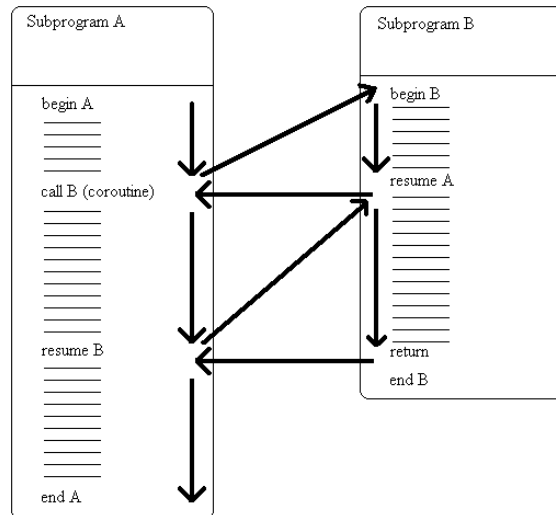 Subprogram A
begin A
call B (coroutine)
resume B
end A
Subprogram B
begin B
resume A
return
end B